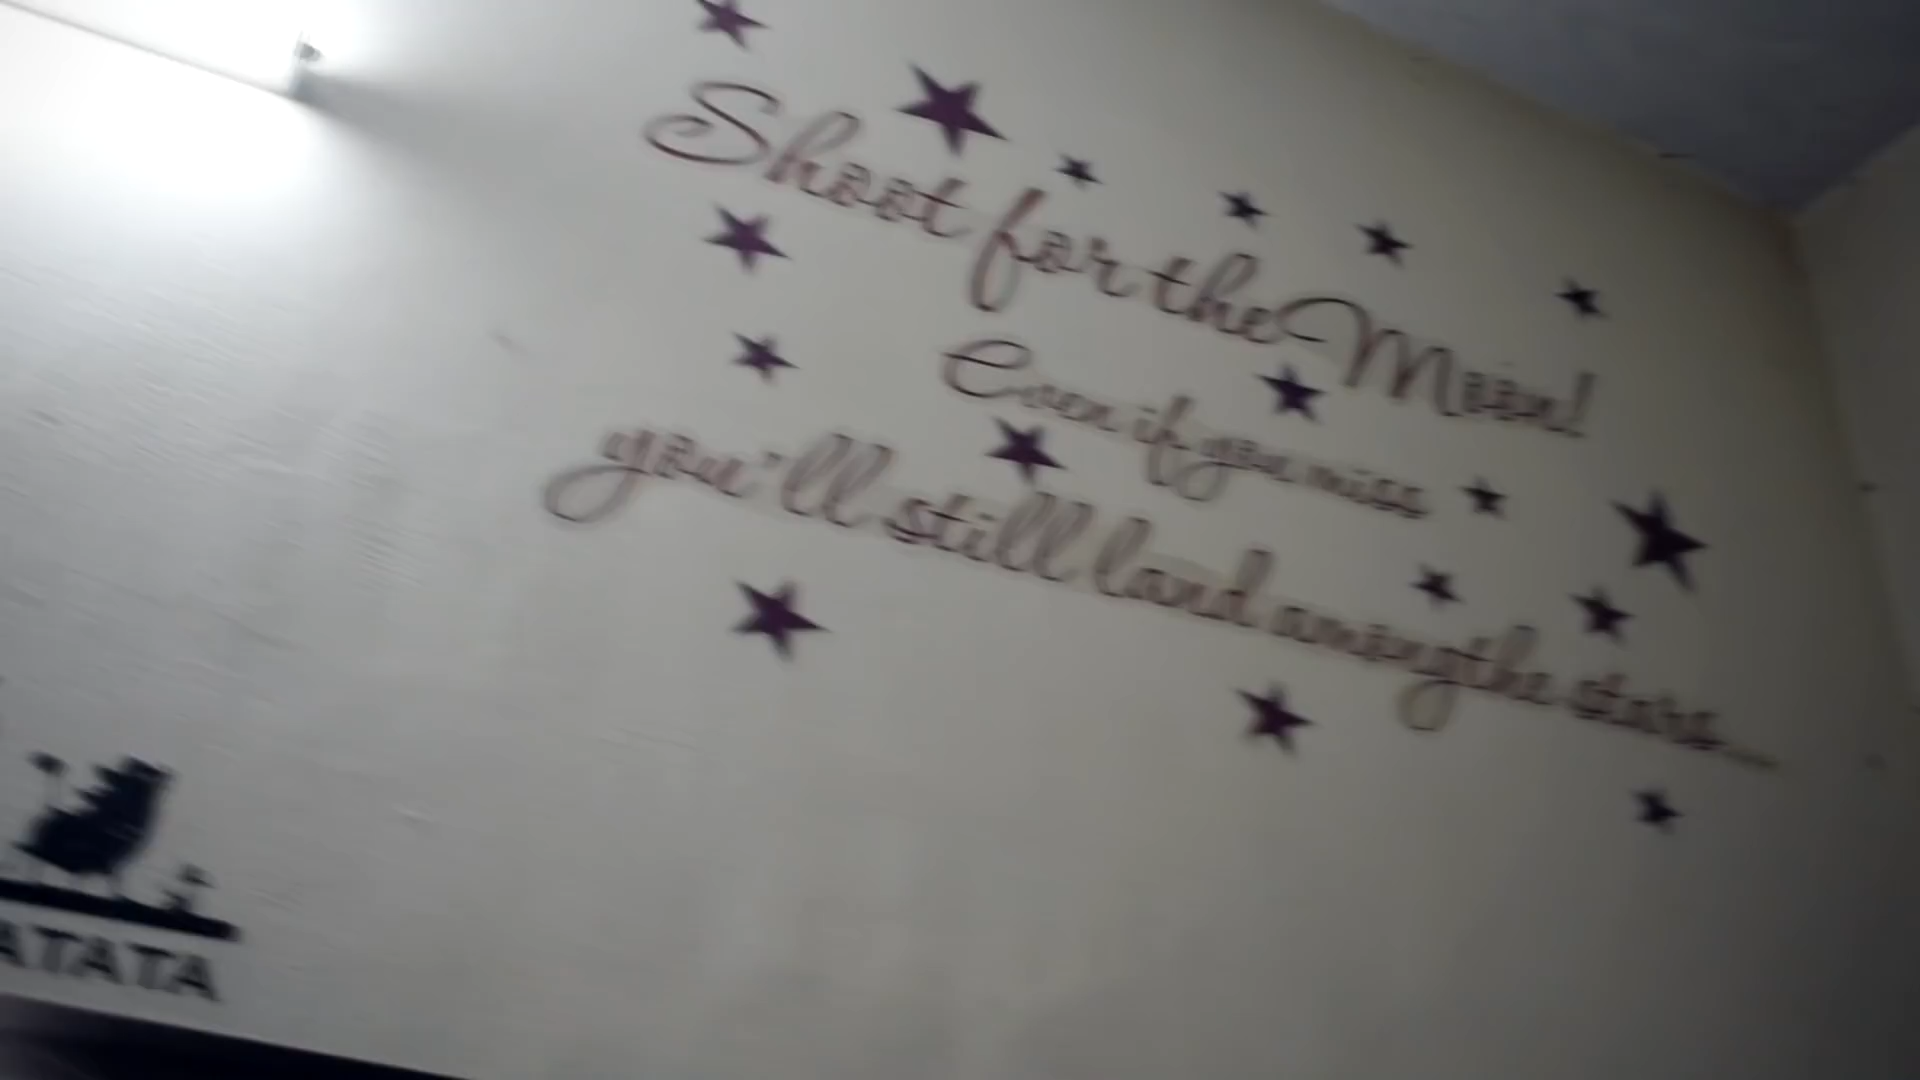 Shoot for the Moon!
Even if you miss
you'll still land among the stars....
ATATA